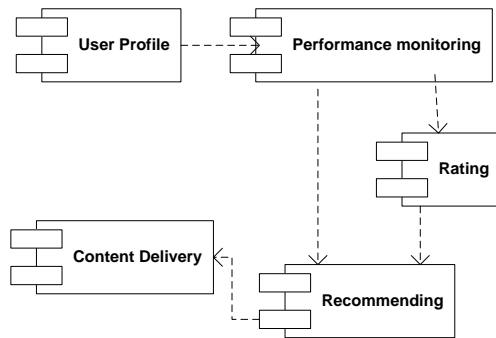 User Profile
Performance monitoring
Rating
Content Delivery
Recommending